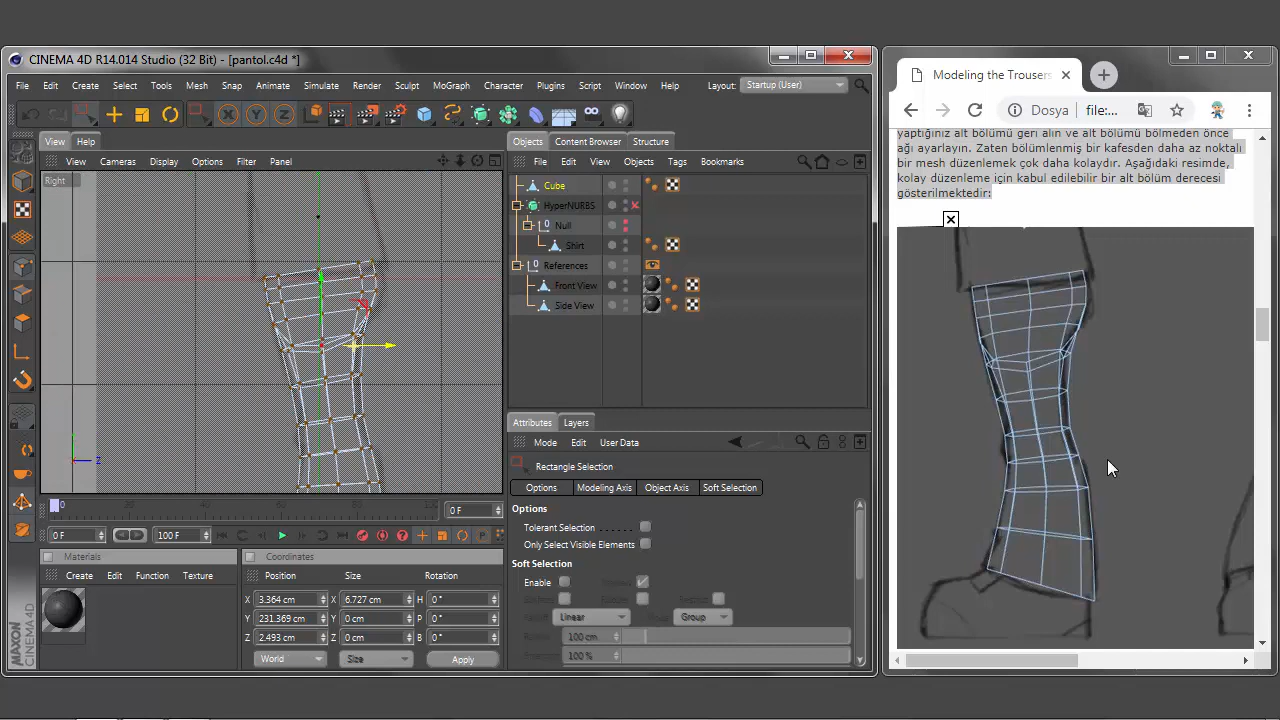 CINEMA 4D R14.014 Studio (32 Bit) - [pantol.c4d *]
File Edit Create Select Tools Mesh Snap Animate Simulate Render Sculpt MoGraph Character Plugins Script Window Help Layout: Startup (User)
X Y Z
View Help
View Cameras Display Options Filter Panel
Right
Y
Z
0 30 60 90
0 F
0 F 100 F
P
Materials
Create Edit Function Texture
Coordinates
Position Size Rotation
X 3.364 cm X 6.727 cm H 0 °
Y 231.369 cm Y 0 cm P 0 °
Z 2.493 cm Z 0 cm B 0 °
World Size Apply
MAXON
CINEMA 4D
Objects Content Browser Structure
File Edit View Objects Tags Bookmarks
Cube
HyperNURBS
Null
Shirt
References
Front View
Side View
Attributes Layers
Mode Edit User Data
Rectangle Selection
Options Modeling Axis Object Axis Soft Selection
Options
Tolerant Selection . . . . . .
Only Select Visible Elements
Soft Selection
Enable
Linear Group
100 cm
100 %
Modeling the Trousers
Dosya file:...
yaptığınız alt bölümü geri alın ve alt bölümü bölmeden önce
ağı ayarlayın. Zaten bölümlenmiş bir kafesden daha az noktalı
bir mesh düzenlemek çok daha kolaydır. Aşağıdaki resimde,
kolay düzenleme için kabul edilebilir bir alt bölüm derecesi
gösterilmektedir: